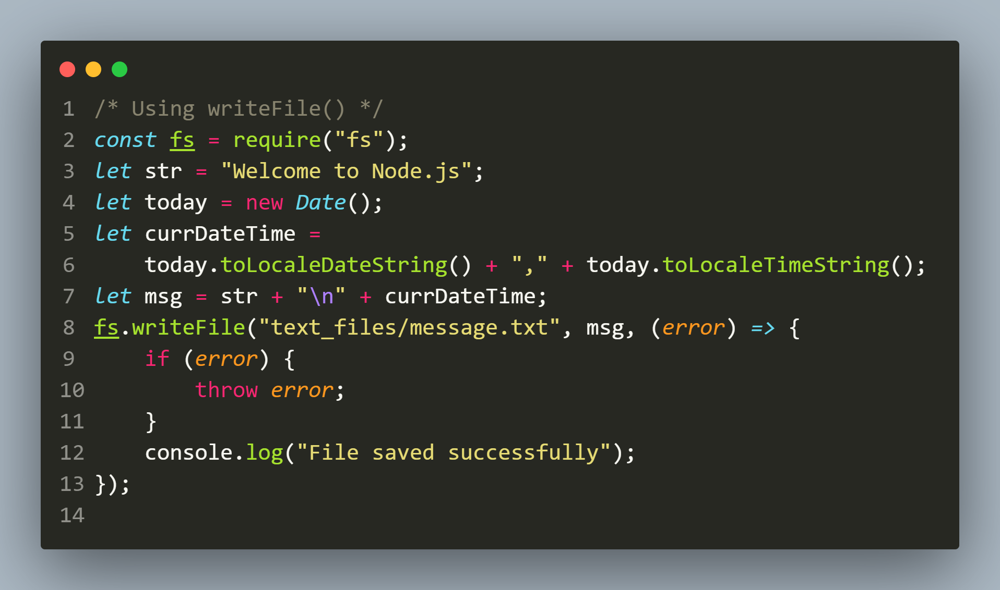 1 /* Using writeFile() */
2 const fs = require("fs");
3 let str = "Welcome to Node.js";
4 let today = new Date();
5 let currDateTime =
6     today.toLocaleDateString() + "," + today.toLocaleTimeString();
7 let msg = str + "\n" + currDateTime;
8 fs.writeFile("text_files/message.txt", msg, (error) => {
9     if (error) {
10         throw error;
11     }
12     console.log("File saved successfully");
13 });
14